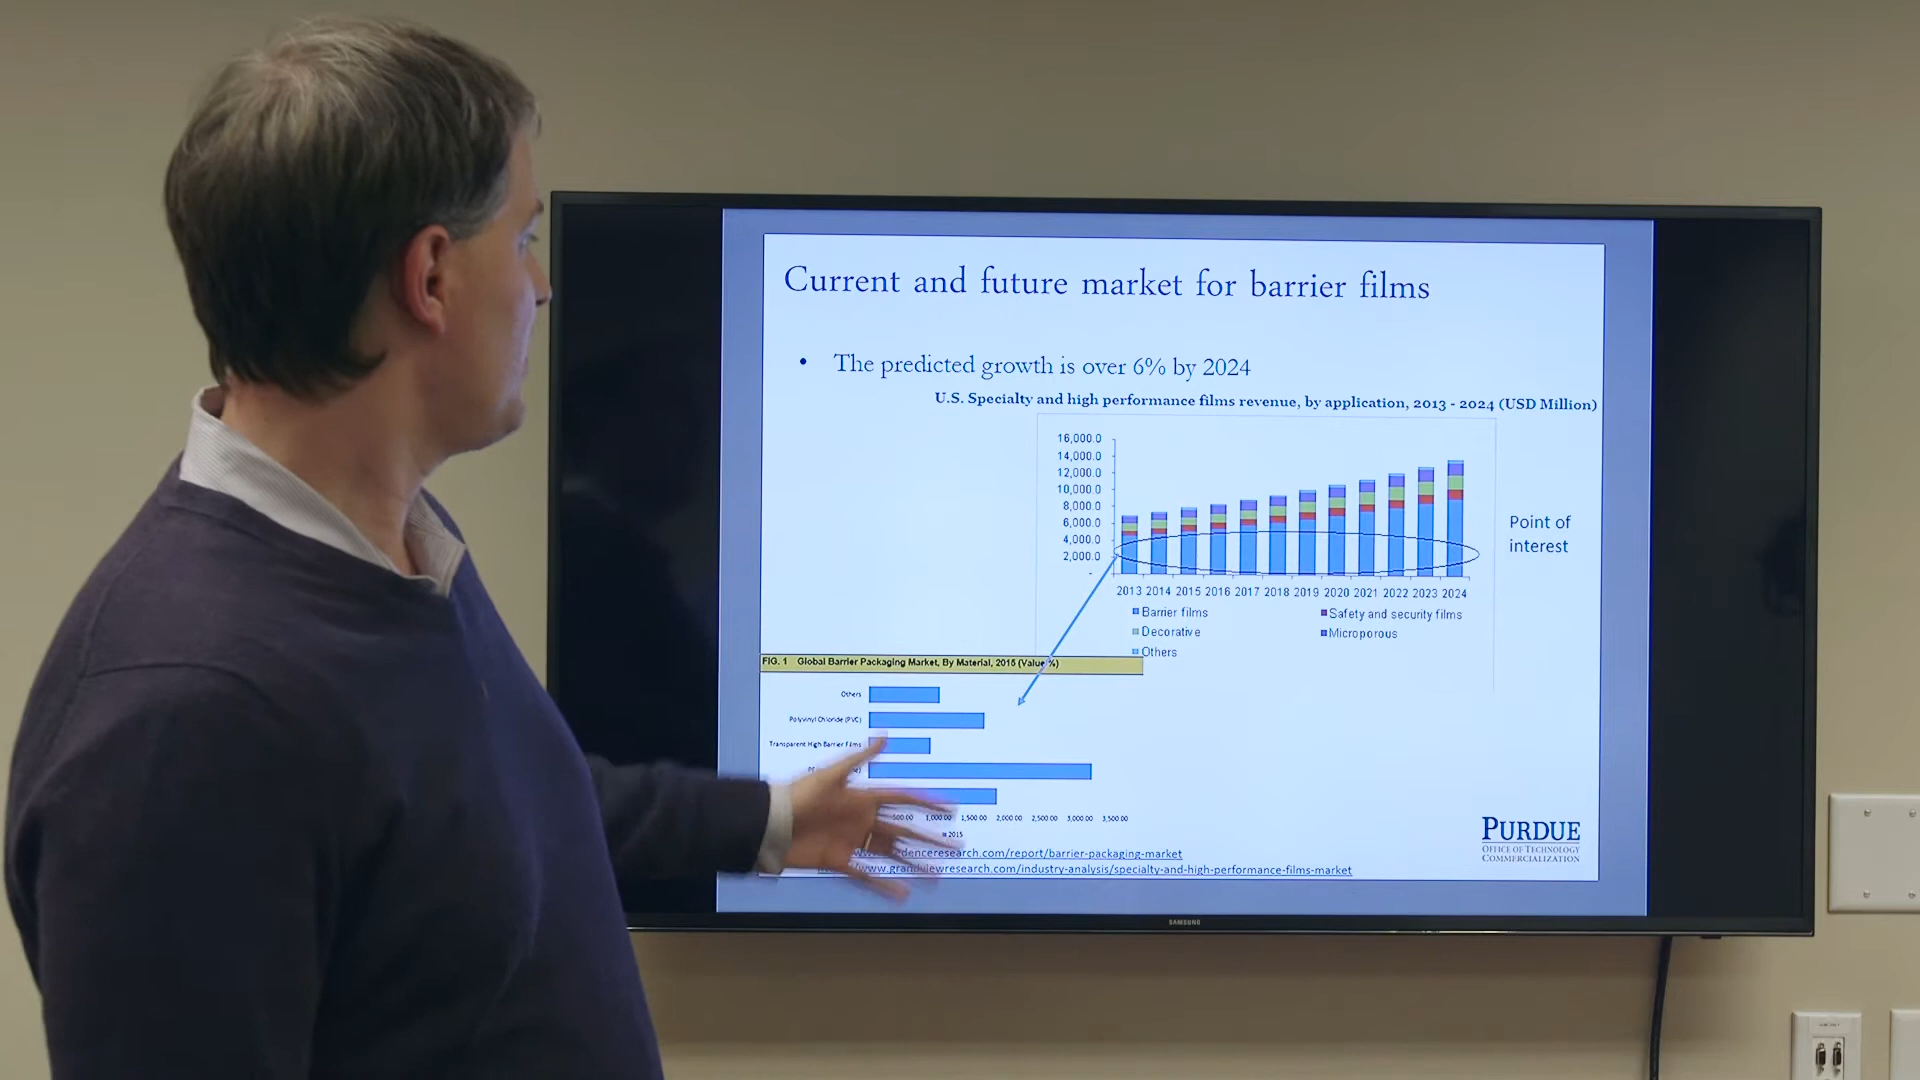 Current and future market for barrier films
• The predicted growth is over 6% by 2024
U.S. Specialty and high performance films revenue, by application, 2013 - 2024 (USD Million)
16,000.0
14,000.0
12,000.0
10,000.0
8,000.0
6,000.0
4,000.0
2,000.0
-
2013 2014 2015 2016 2017 2018 2019 2020 2021 2022 2023 2024
Barrier films
Safety and security films
Decorative
Microporous
Others
Point of
interest
FIG. 1 Global Barrier Packaging Market, By Material, 2015 (Value %)
Others
Polyvinyl Chloride (PVC)
Transparent High Barrier Films
500.00 1,000.00 1,500.00 2,000.00 2,500.00 3,000.00 3,500.00
2015
denceresearch.com/report/barrier-packaging-market
www.grandviewresearch.com/industry-analysis/specialty-and-high-performance-films-market
PURDUE
OFFICE OF TECHNOLOGY
COMMERCIALIZATION
SAMSUNG